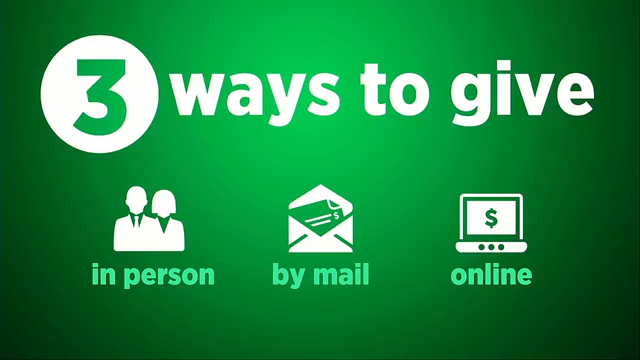 3 ways to give
$
$
in person
by mail
online